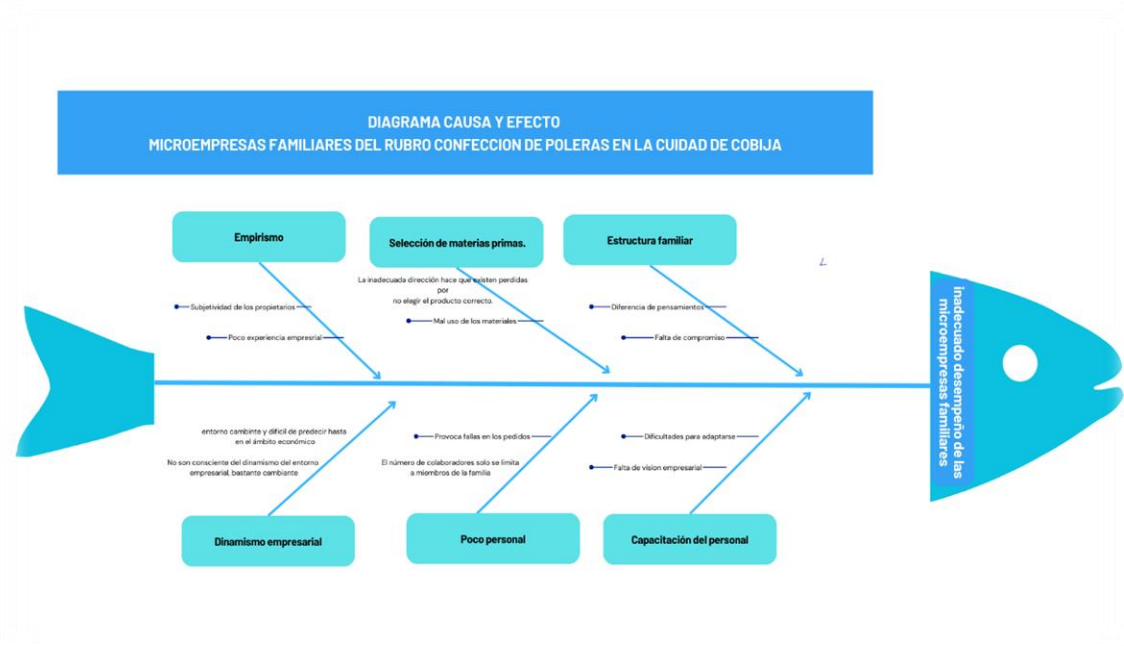 DIAGRAMA CAUSA Y EFECTO
MICROEMPRESAS FAMILIARES DEL RUBRO CONFECCION DE POLERAS EN LA CUIDAD DE COBIJA
Empirismo
Selección de materias primas.
Estructura familiar
La inadecuada dirección hace que existen perdidas
por
no elegir el producto correcto.
Subjetividad de los propietarios
Mal uso de los materiales
Diferencia de pensamientos
Poco experiencia empresrial
Falta de compromiso
inadecuado desempeño de las
microempresas familiares
entorno cambinte y dificil de predecir hasta
en el ámbito económico
No son consciente del dinamismo del entorno
empresarial, bastante cambiante
Provoca fallas en los pedidos
El número de colaboradores solo se limita
a miembros de la familia
Dificultades para adaptarse
Falta de vision empresarial
Dinamismo empresarial
Poco personal
Capacitación del personal